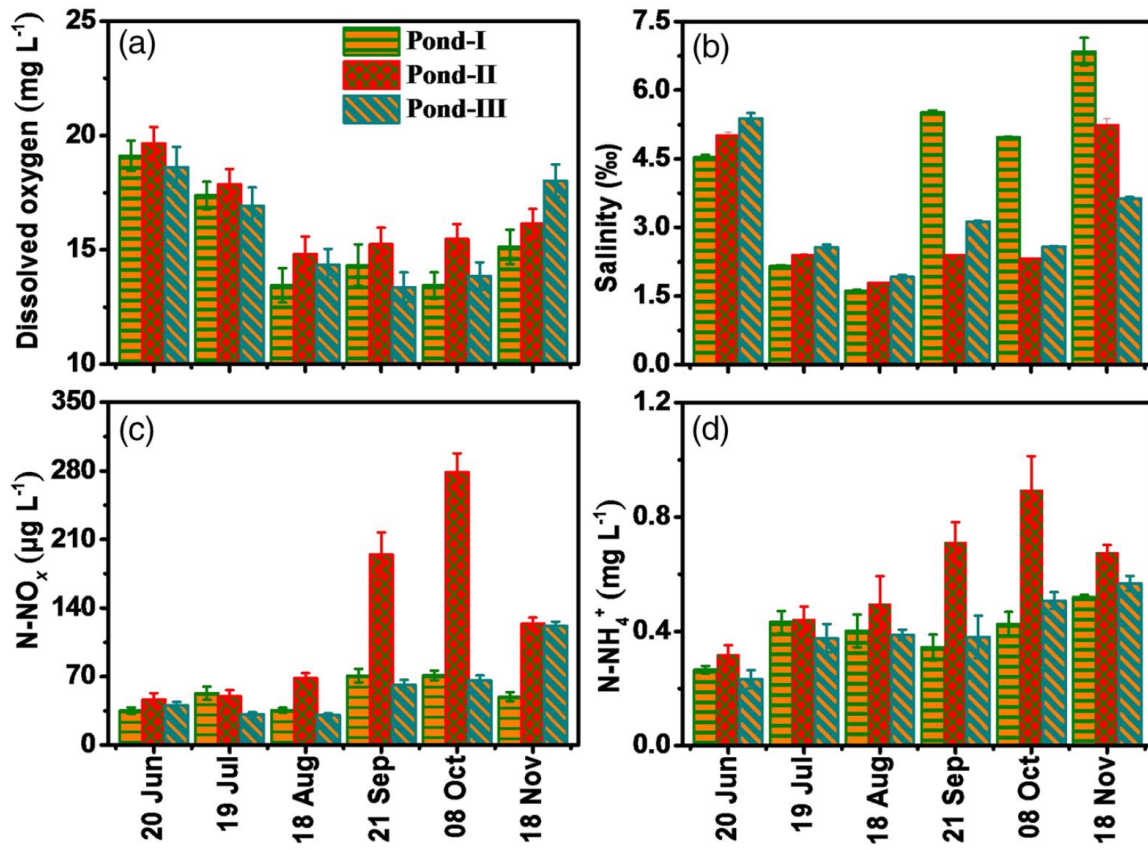 (a)
Dissolved oxygen (mg L⁻¹)
25
20
15
10
Pond-I
Pond-II
Pond-III
(b)
Salinity (‰)
7.5
6.0
4.5
3.0
1.5
0.0
(c)
N-NOₓ (µg L⁻¹)
350
280
210
140
70
0
20 Jun
19 Jul
18 Aug
21 Sep
08 Oct
18 Nov
(d)
N-NH₄⁺ (mg L⁻¹)
1.2
0.8
0.4
0.0
20 Jun
19 Jul
18 Aug
21 Sep
08 Oct
18 Nov